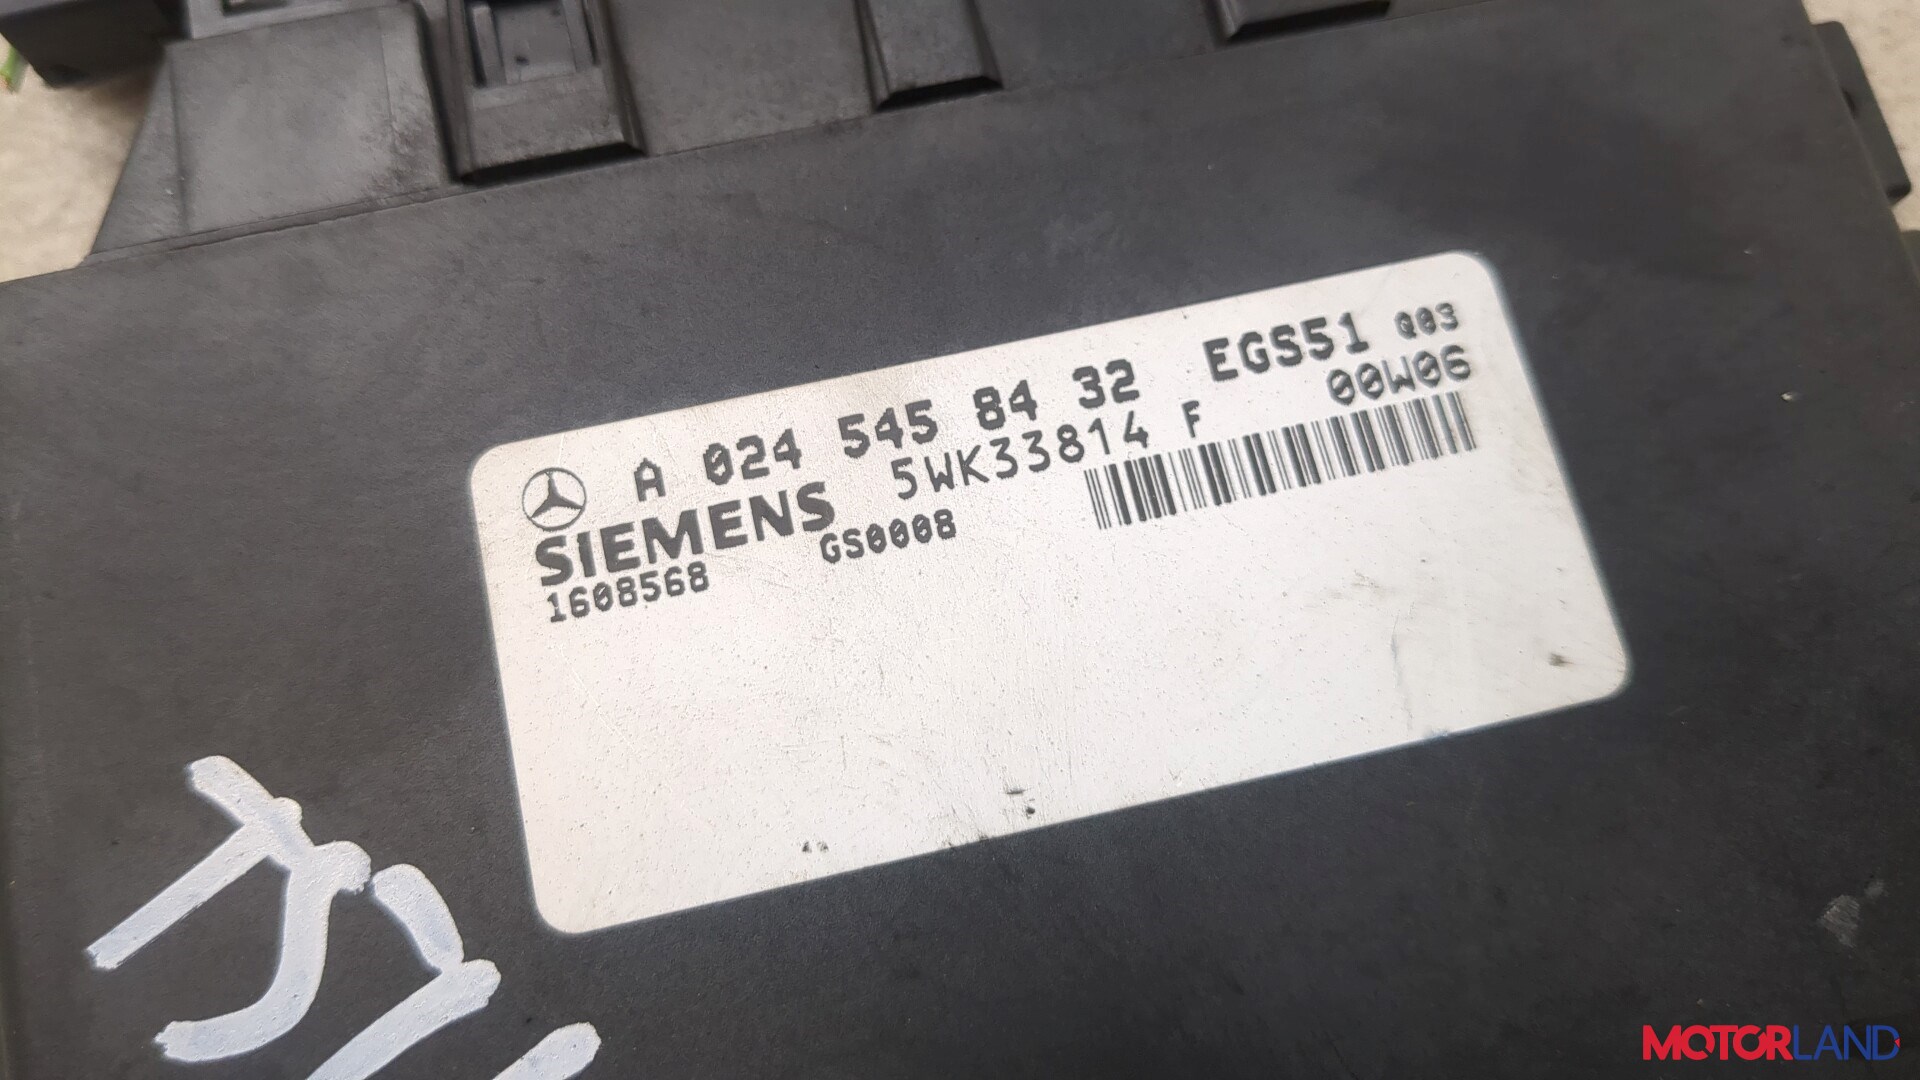 A 024 545 84 32 EGS51 Q03
SIEMENS 5WK33814 F 00W06
1608568 GS0008
MOTORLAND